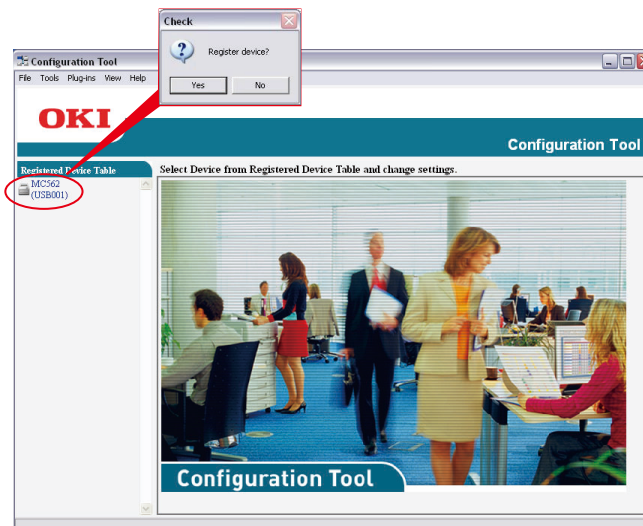 Check
Register device?
Yes
No
Configuration Tool
File Tools Plug-ins View Help
OKI
Configuration Tool
Registered Device Table
Select Device from Registered Device Table and change settings.
MC562
(USB001)
Configuration Tool